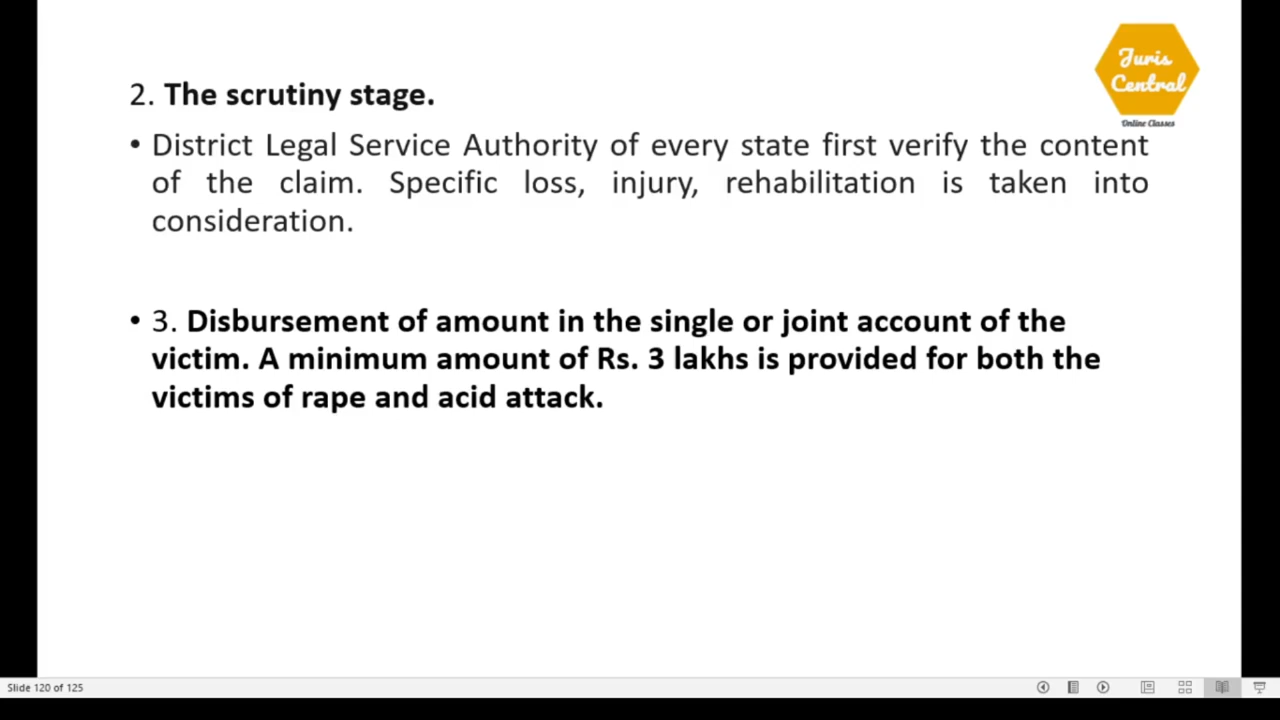 Juris
Central
Online Classes
2. The scrutiny stage.
• District Legal Service Authority of every state first verify the content
of the claim. Specific loss, injury, rehabilitation is taken into
consideration.
• 3. Disbursement of amount in the single or joint account of the
victim. A minimum amount of Rs. 3 lakhs is provided for both the
victims of rape and acid attack.
Slide 120 of 125